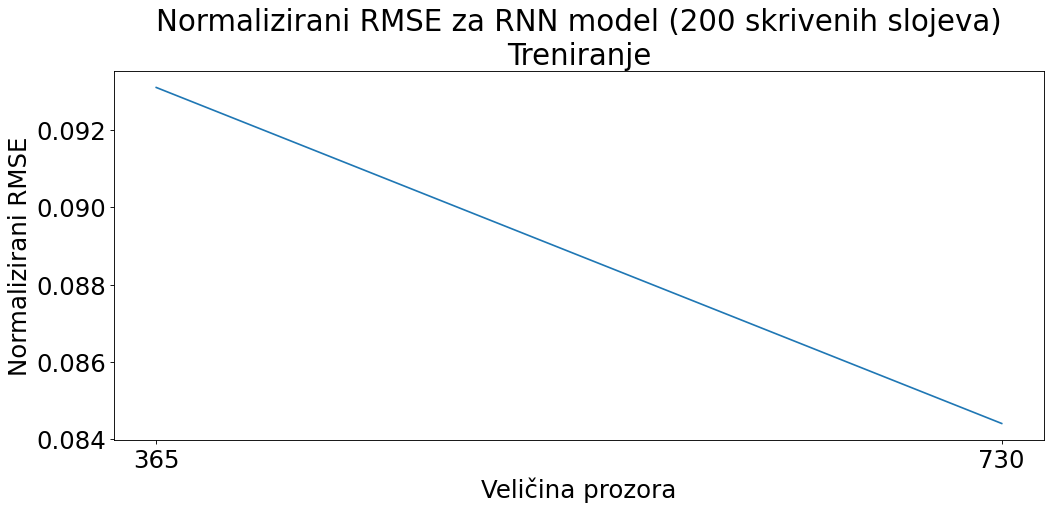 Normalizirani RMSE za RNN model (200 skrivenih slojeva)
Treniranje
Normalizirani RMSE
0.092
0.090
0.088
0.086
0.084
365
730
Veličina prozora